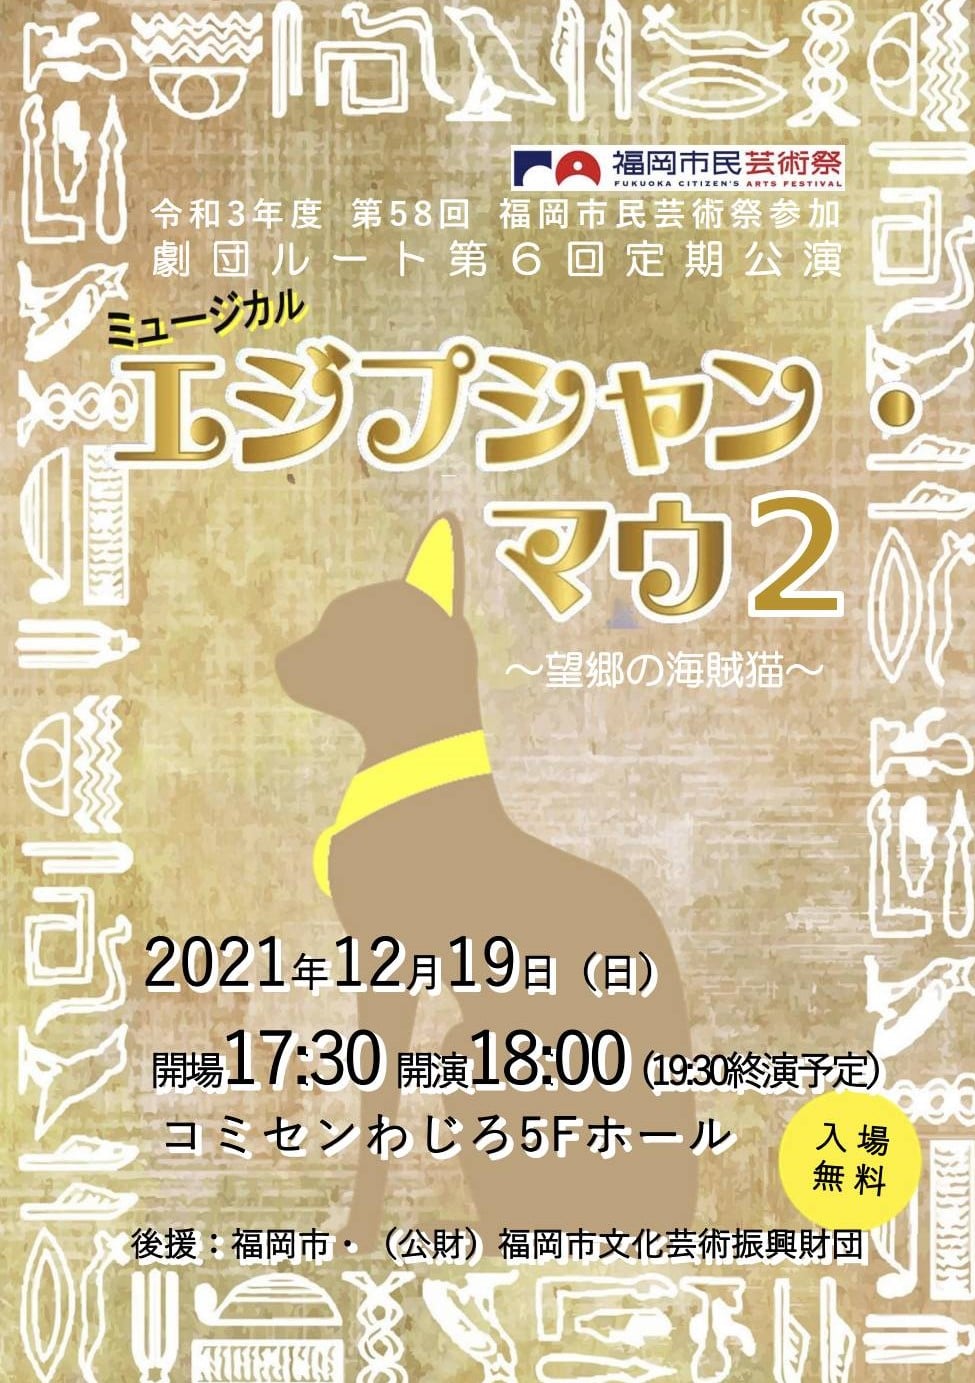 福岡市民芸術祭
FUKUOKA CITIZEN'S ARTS FESTIVAL
令和3年度 第58回 福岡市民芸術祭参加
劇団ルート第6回定期公演
ミュージカル
エジプシャン・
マウ2
〜望郷の海賊猫〜
2021年12月19日（日）
開場17:30 開演18:00（19:30終演予定）
コミセンわじろ5Fホール
入場
無料
後援：福岡市・（公財）福岡市文化芸術振興財団